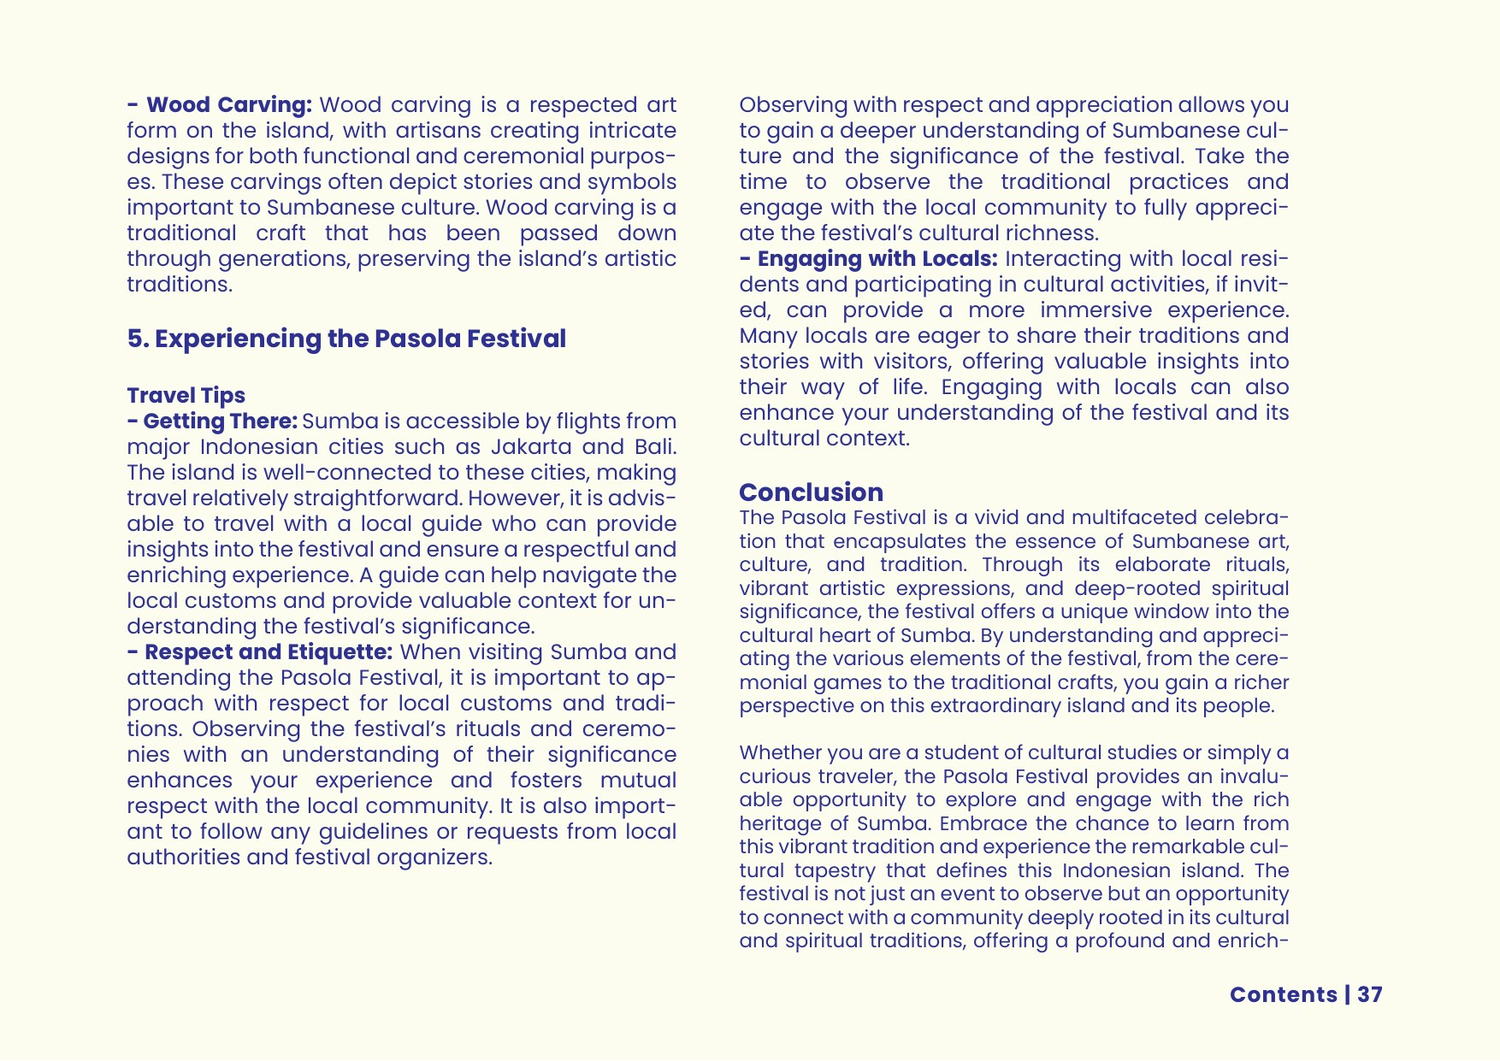 - Wood Carving: Wood carving is a respected art
form on the island, with artisans creating intricate
designs for both functional and ceremonial purpos-
es. These carvings often depict stories and symbols
important to Sumbanese culture. Wood carving is a
traditional craft that has been passed down
through generations, preserving the island's artistic
traditions.
5. Experiencing the Pasola Festival
Travel Tips
- Getting There: Sumba is accessible by flights from
major Indonesian cities such as Jakarta and Bali.
The island is well-connected to these cities, making
travel relatively straightforward. However, it is advis-
able to travel with a local guide who can provide
insights into the festival and ensure a respectful and
enriching experience. A guide can help navigate the
local customs and provide valuable context for un-
derstanding the festival's significance.
- Respect and Etiquette: When visiting Sumba and
attending the Pasola Festival, it is important to ap-
proach with respect for local customs and tradi-
tions. Observing the festival's rituals and ceremo-
nies with an understanding of their significance
enhances your experience and fosters mutual
respect with the local community. It is also import-
ant to follow any guidelines or requests from local
authorities and festival organizers.
Observing with respect and appreciation allows you
to gain a deeper understanding of Sumbanese cul-
ture and the significance of the festival. Take the
time to observe the traditional practices and
engage with the local community to fully appreci-
ate the festival's cultural richness.
- Engaging with Locals: Interacting with local resi-
dents and participating in cultural activities, if invit-
ed, can provide a more immersive experience.
Many locals are eager to share their traditions and
stories with visitors, offering valuable insights into
their way of life. Engaging with locals can also
enhance your understanding of the festival and its
cultural context.
Conclusion
The Pasola Festival is a vivid and multifaceted celebra-
tion that encapsulates the essence of Sumbanese art,
culture, and tradition. Through its elaborate rituals,
vibrant artistic expressions, and deep-rooted spiritual
significance, the festival offers a unique window into the
cultural heart of Sumba. By understanding and appreci-
ating the various elements of the festival, from the cere-
monial games to the traditional crafts, you gain a richer
perspective on this extraordinary island and its people.
Whether you are a student of cultural studies or simply a
curious traveler, the Pasola Festival provides an invalu-
able opportunity to explore and engage with the rich
heritage of Sumba. Embrace the chance to learn from
this vibrant tradition and experience the remarkable cul-
tural tapestry that defines this Indonesian island. The
festival is not just an event to observe but an opportunity
to connect with a community deeply rooted in its cultural
and spiritual traditions, offering a profound and enrich-
Contents | 37